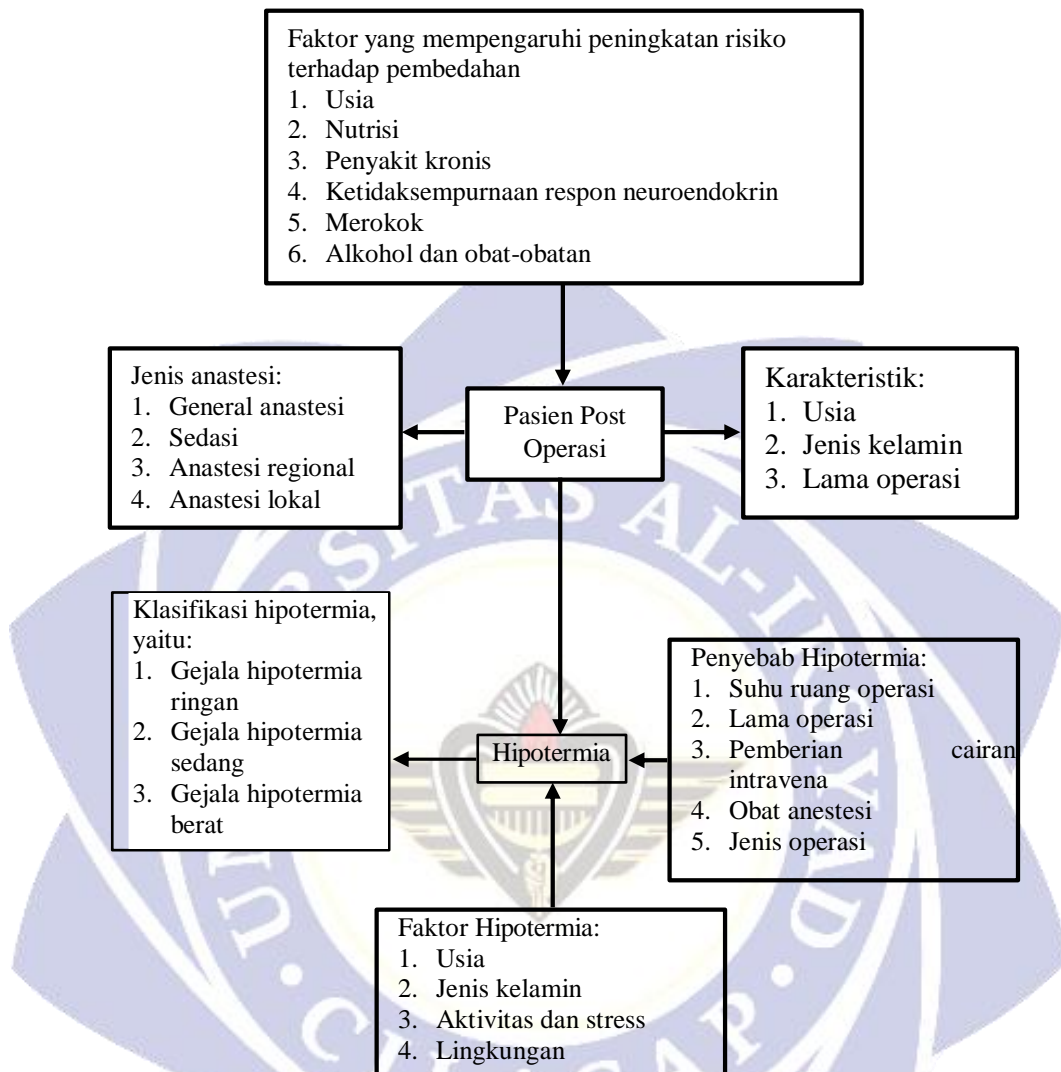 Faktor yang mempengaruhi peningkatan risiko
terhadap pembedahan
1. Usia
2. Nutrisi
3. Penyakit kronis
4. Ketidaksempurnaan respon neuroendokrin
5. Merokok
6. Alkohol dan obat-obatan
Jenis anastesi:
1. General anastesi
2. Sedasi
3. Anastesi regional
4. Anastesi lokal
Pasien Post
Operasi
Karakteristik:
1. Usia
2. Jenis kelamin
3. Lama operasi
Klasifikasi hipotermia,
yaitu:
1. Gejala hipotermia
ringan
2. Gejala hipotermia
sedang
3. Gejala hipotermia
berat
Hipotermia
Penyebab Hipotermia:
1. Suhu ruang operasi
2. Lama operasi
3. Pemberian cairan
intravena
4. Obat anestesi
5. Jenis operasi
Faktor Hipotermia:
1. Usia
2. Jenis kelamin
3. Aktivitas dan stress
4. Lingkungan